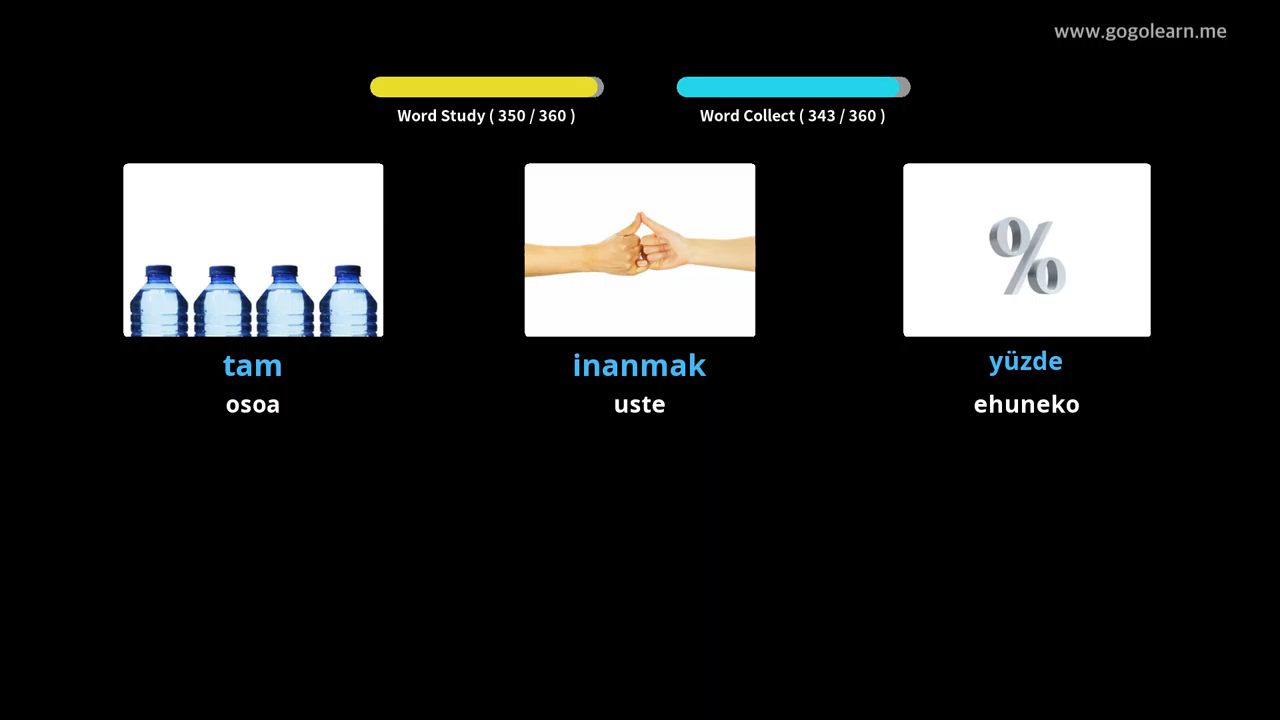 www.gogolearn.me
Word Study ( 350 / 360 )
Word Collect ( 343 / 360 )
%
tam
inanmak
yüzde
osoa
uste
ehuneko